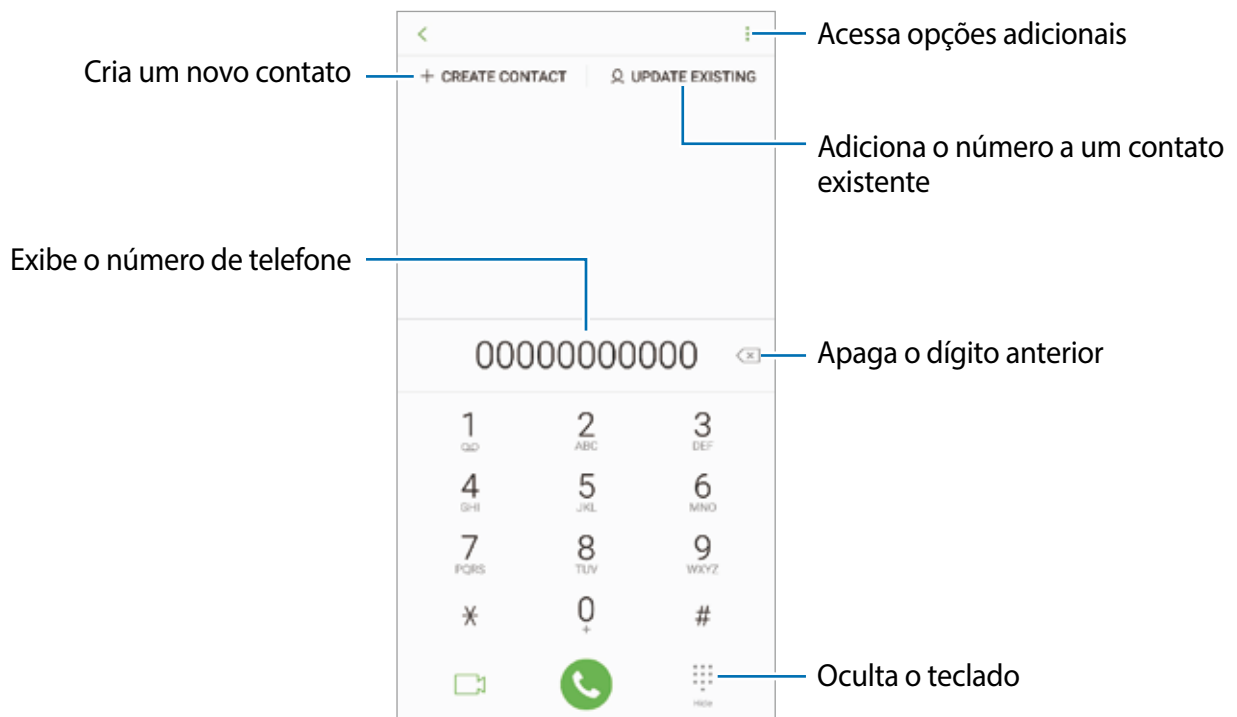 Acessa opções adicionais
Cria um novo contato
+ CREATE CONTACT
UPDATE EXISTING
Adiciona o número a um contato
existente
Exibe o número de telefone
00000000000
Apaga o dígito anterior
1 2 3
ABC DEF
4 5 6
GHI JKL MNO
7 8 9
PQRS TUV WXYZ
* 0 #
+
Oculta o teclado
Hide